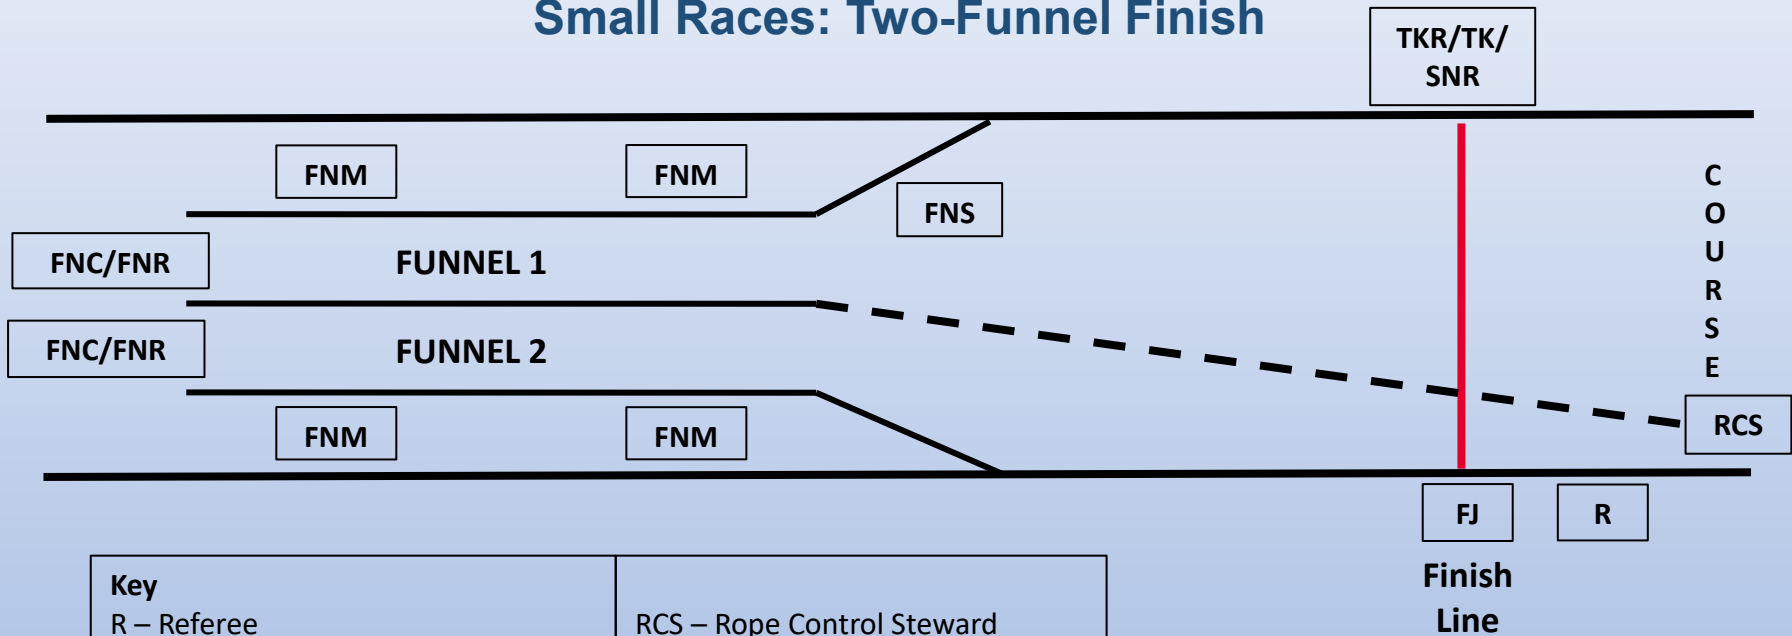 Small Races: Two-Funnel Finish
TKR/TK/
SNR
FNM
FNM
FNS
C
O
U
R
S
E
FNC/FNR
FUNNEL 1
FNC/FNR
FUNNEL 2
RCS
FNM
FNM
FJ
R
Finish
Line
Key
R – Referee
RCS – Rope Control Steward